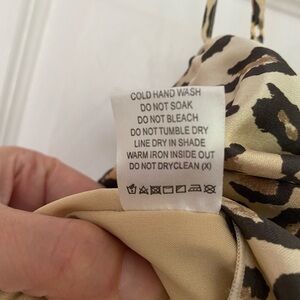 COLD HAND WASH
DO NOT SOAK
DO NOT BLEACH
DO NOT TUMBLE DRY
LINE DRY IN SHADE
WARM IRON INSIDE OUT
DO NOT DRYCLEAN (X)